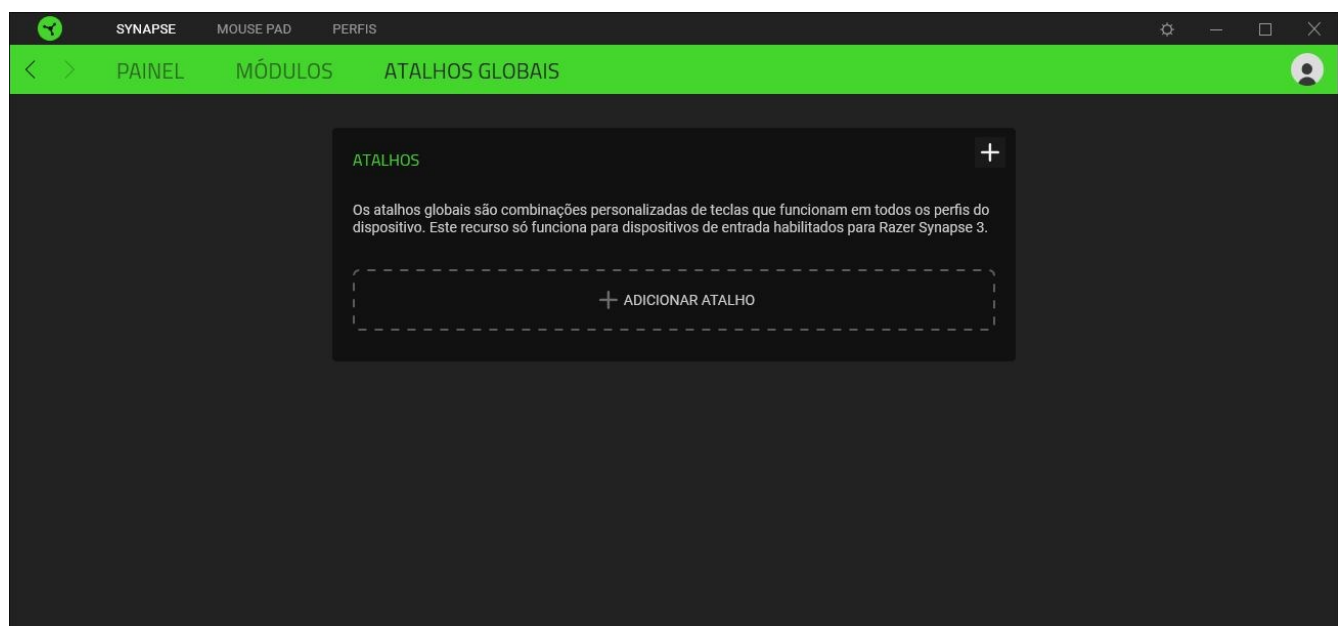 SYNAPSE MOUSE PAD PERFIS
PAINEL MÓDULOS ATALHOS GLOBAIS
ATALHOS
Os atalhos globais são combinações personalizadas de teclas que funcionam em todos os perfis do
dispositivo. Este recurso só funciona para dispositivos de entrada habilitados para Razer Synapse 3.
ADICIONAR ATALHO